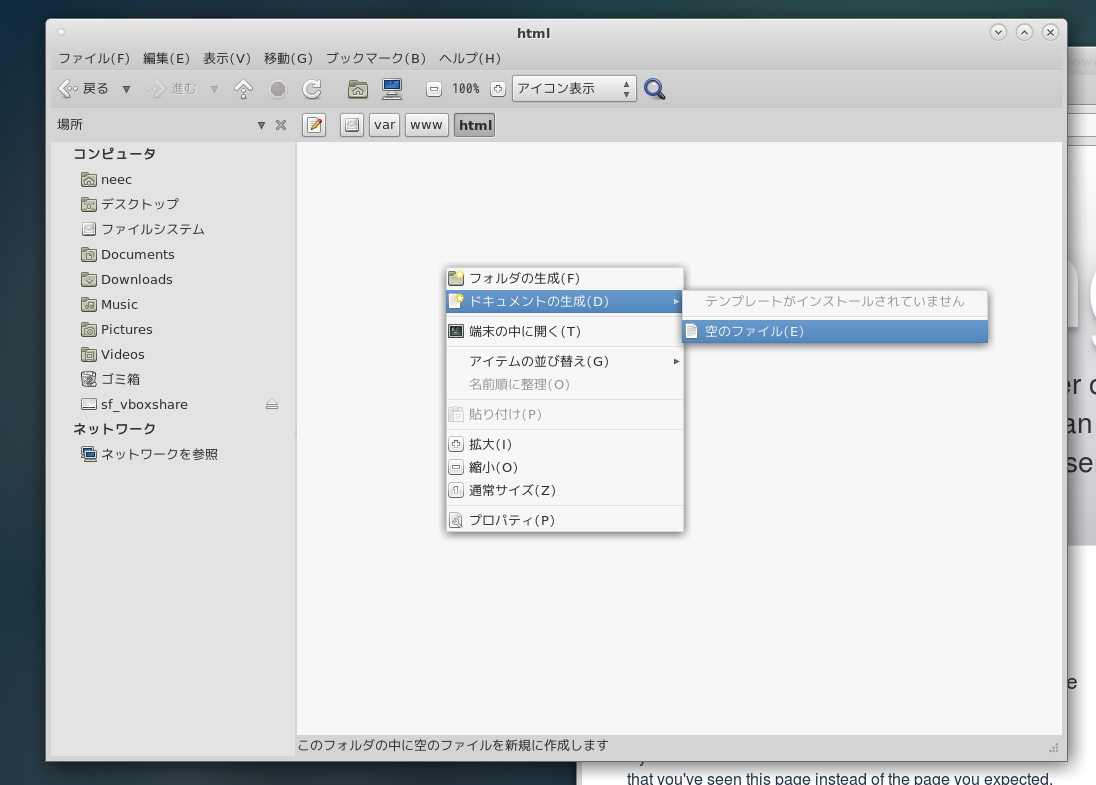 html
ファイル(F) 編集(E) 表示(V) 移動(G) ブックマーク(B) ヘルプ(H)
戻る 進む 100% アイコン表示
場所 var www html
コンピュータ
neec
デスクトップ
ファイルシステム
Documents
Downloads
Music
Pictures
Videos
ゴミ箱
sf_vboxshare
ネットワーク
ネットワークを参照
フォルダの生成(F)
ドキュメントの生成(D)
端末の中に開く(T)
アイテムの並び替え(G)
名前順に整理(O)
貼り付け(P)
拡大(I)
縮小(O)
通常サイズ(Z)
プロパティ(P)
テンプレートがインストールされていません
空のファイル(E)
このフォルダの中に空のファイルを新規に作成します
that you've seen this page instead of the page you expected,